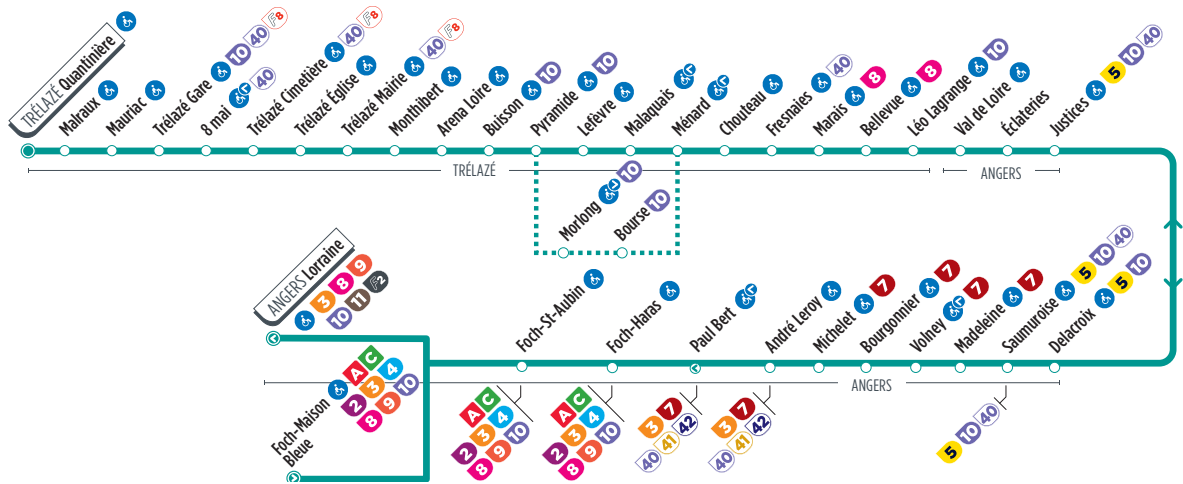 TRÉLAZÉ Quantinière
Malraux
Mauriac
Trélazé Gare 10 40 F8
8 mai 40
Trélazé Cimetière 40 F8
Trélazé Église
Trélazé Mairie 40 F8
Monthibert
Arena Loire
Buisson 10
Pyramide 10
Lefèvre
Malaquais
Ménard
Chouteau
Fresnaies 40
Marais 8
Bellevue 8
Léo Lagrange 10
Val de Loire
Éclateries
Justices 5 10 40
TRÉLAZÉ
ANGERS
Morlong 10
Bourse 10
ANGERS Lorraine
3 8 9
10 11 F2
Foch-Maison
Bleue
A C
2 3 4
8 9 10
Foch-St-Aubin
Foch-Haras
Paul Bert
André Leroy
Michelet 7
Bourgonnier 7
Volney 7
Madeleine 7
Saumuroise 5 10 40
Delacroix 5 10
ANGERS
A C
2 3 4
8 9 10
A C
2 3 4
8 9 10
3 7
40 41 42
3 7
40 41 42
5 10 40